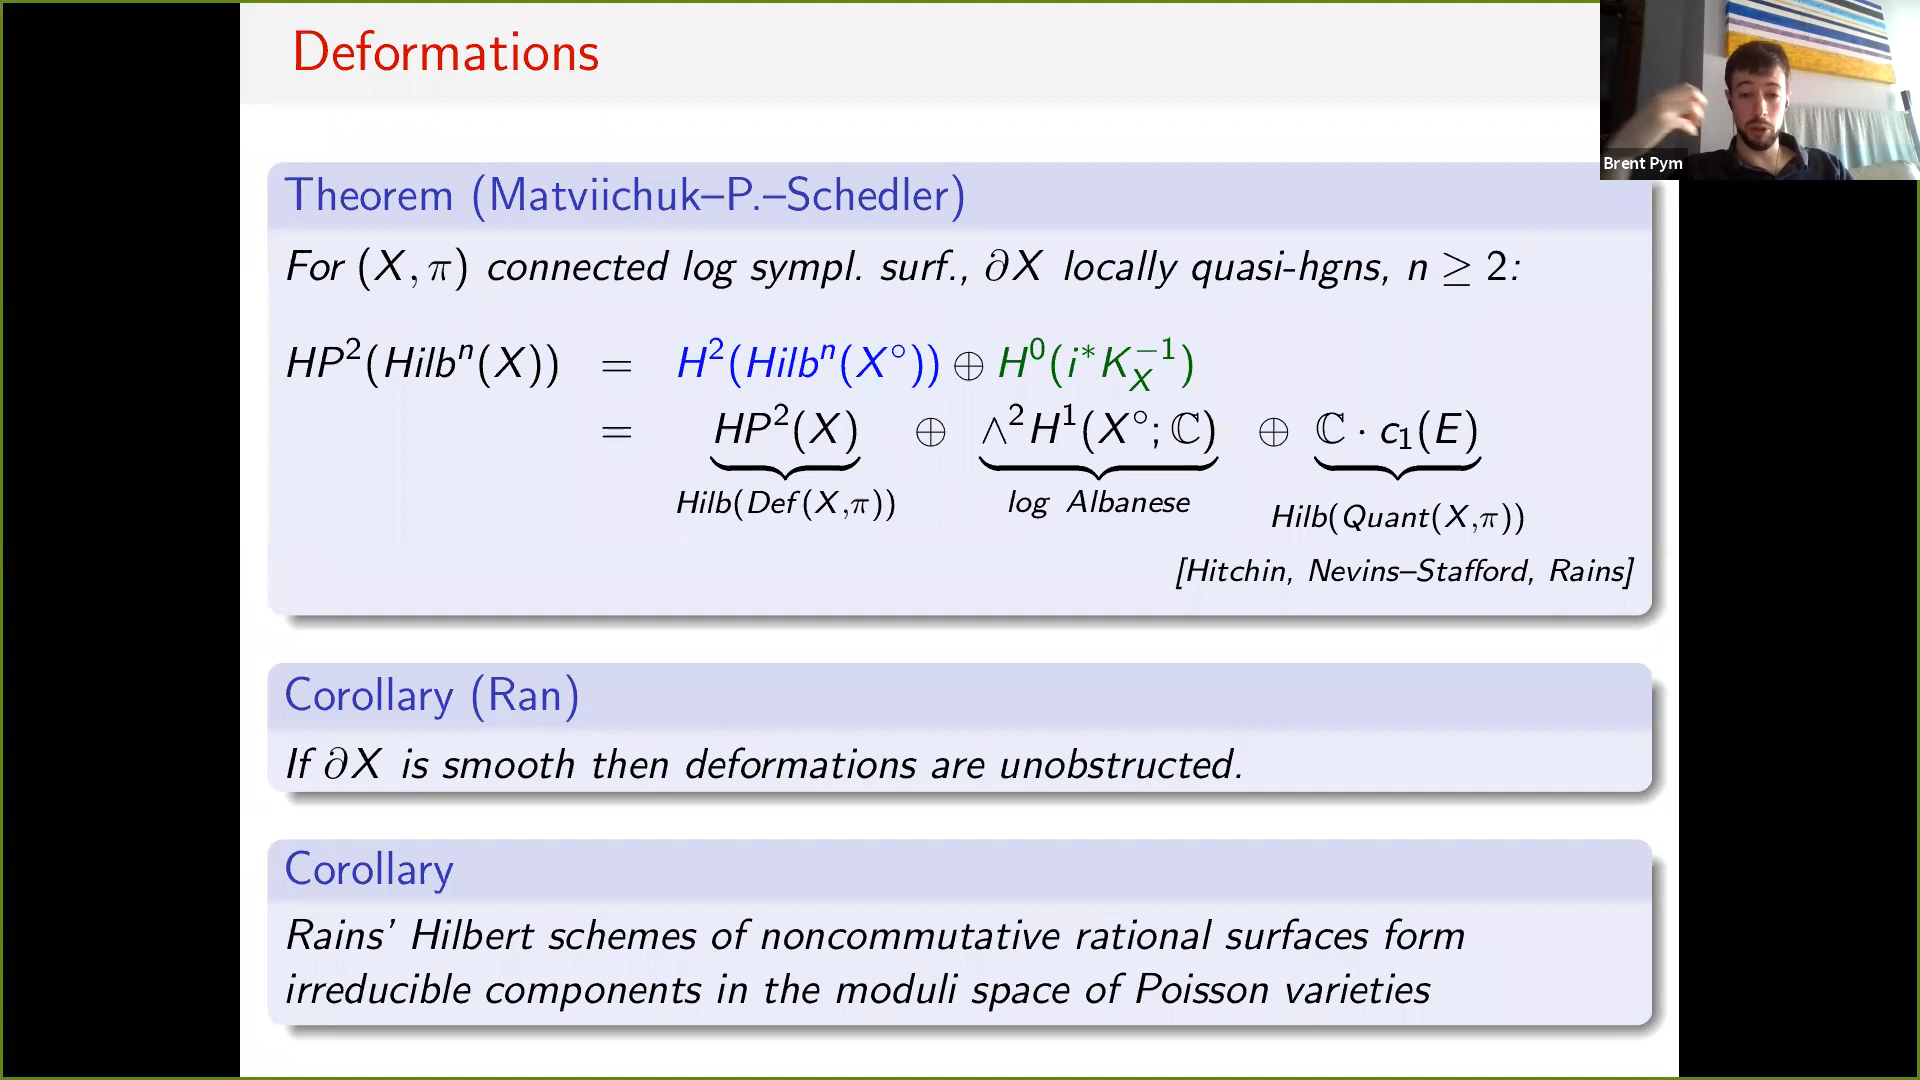 Deformations
Brent Pym
Theorem (Matviichuk–P.–Schedler)
For (X, π) connected log sympl. surf., ∂X locally quasi-hgns, n ≥ 2:
HP²(Hilbⁿ(X)) = H²(Hilbⁿ(X°)) ⊕ H⁰(i*K_X⁻¹)
= HP²(X) ⊕ ∧²H¹(X°; ℂ) ⊕ ℂ · c₁(E)
Hilb(Def(X,π)) log Albanese Hilb(Quant(X,π))
[Hitchin, Nevins–Stafford, Rains]
Corollary (Ran)
If ∂X is smooth then deformations are unobstructed.
Corollary
Rains' Hilbert schemes of noncommutative rational surfaces form
irreducible components in the moduli space of Poisson varieties